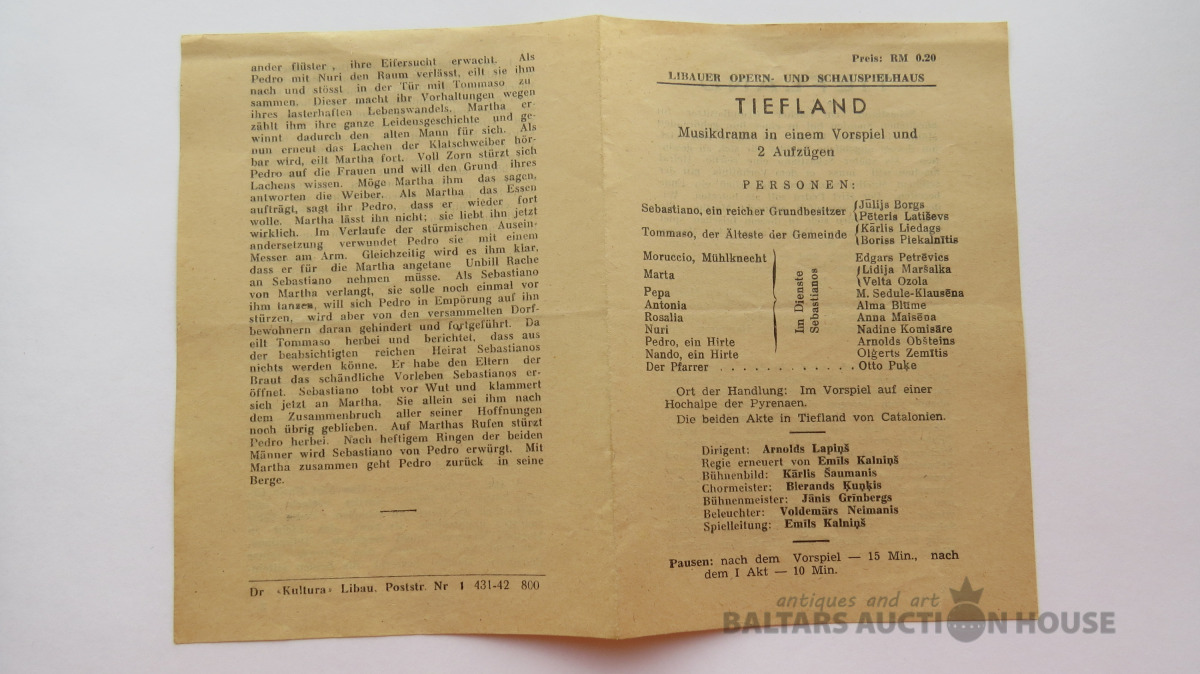 ander flüster, ihre Eifersucht erwacht. Als
Pedro mit Nuri den Raum verlässt, eilt sie ihm
nach und stösst in der Tür mit Tommaso zu
sammen. Dieser macht ihr Vorhaltungen wegen
ihres lasterhaften Lebenswandels. Martha er-
zählt ihm ihre ganze Leidensgeschichte und ge-
winnt dadurch den alten Mann für sich. Als
nun erneut das Lachen der Klatschweiber hör-
bar wird, eilt Martha fort. Voll Zorn stürzt sich
Pedro auf die Frauen und will den Grund ihres
Lachens wissen. Möge Martha ihm das sagen,
antworten die Weiber. Als Martha das Essen
aufträgt, sagt ihr Pedro, dass er wieder fort
wolle. Martha lässt ihn nicht; sie liebt ihn jetzt
wirklich. Im Verlaufe der stürmischen Ausein-
andersetzung verwundet Pedro sie mit einem
Messer am Arm. Gleichzeitig wird es ihm klar,
dass er für die Martha angetane Unbill Rache
an Sebastiano nehmen müsse. Als Sebastiano
von Martha verlangt, sie solle noch einmal vor
ihm tanzen, will sich Pedro in Empörung auf ihn
stürzen, wird aber von den versammelten Dorf-
bewohnern daran gehindert und fortgeführt. Da
eilt Tommaso herbei und berichtet, dass aus
der beabsichtigten reichen Heirat Sebastianos
nichts werden könne. Er habe den Eltern der
Braut das schändliche Vorleben Sebastianos er-
öffnet. Sebastiano tobt vor Wut und klammert
sich jetzt an Martha. Sie allein sei ihm nach
dem Zusammenbruch aller seiner Hoffnungen
noch übrig geblieben. Auf Marthas Rufen stürzt
Pedro herbei. Nach heftigem Ringen der beiden
Männer wird Sebastiano von Pedro erwürgt. Mit
Martha zusammen geht Pedro zurück in seine
Berge.
Dr «Kultura» Libau. Poststr. Nr 1 431-42 800
Preis: RM 0.20
LIBAUER OPERN- UND SCHAUSPIELHAUS
TIEFLAND
Musikdrama in einem Vorspiel und
2 Aufzügen
PERSONEN:
Sebastiano, ein reicher Grundbesitzer {Jūlijs Borgs
Pēteris Latiševs
Tommaso, der Älteste der Gemeinde {Kārlis Liedags
Boriss Piekalnītis
Moruccio, Mühlknecht Edgars Petrēvics
Marta {Lidija Maršalka
Velta Ozola
Pepa M. Sedule-Klausēna
Antonia Alma Blūme
Rosalia Anna Maisēna
Nuri Nadine Komisāre
Pedro, ein Hirte Arnolds Obšteins
Nando, ein Hirte Oļģerts Zemītis
Im Dienste
Sebastianos
Der Pfarrer . . . . . . . . . . . . Otto Puķe
Ort der Handlung: Im Vorspiel auf einer
Hochalpe der Pyrenaen.
Die beiden Akte in Tiefland von Catalonien.
Dirigent: Arnolds Lapiņš
Regie erneuert von Emīls Kalniņš
Bühnenbild: Kārlis Šaumanis
Chormeister: Bierands Ķuņķis
Bühnenmeister: Jānis Grīnbergs
Beleuchter: Voldemārs Neimanis
Spielleitung: Emīls Kalniņš
Pausen: nach dem Vorspiel — 15 Min., nach
dem I Akt — 10 Min.
antiques and art
BALTARS AUCTION HOUSE